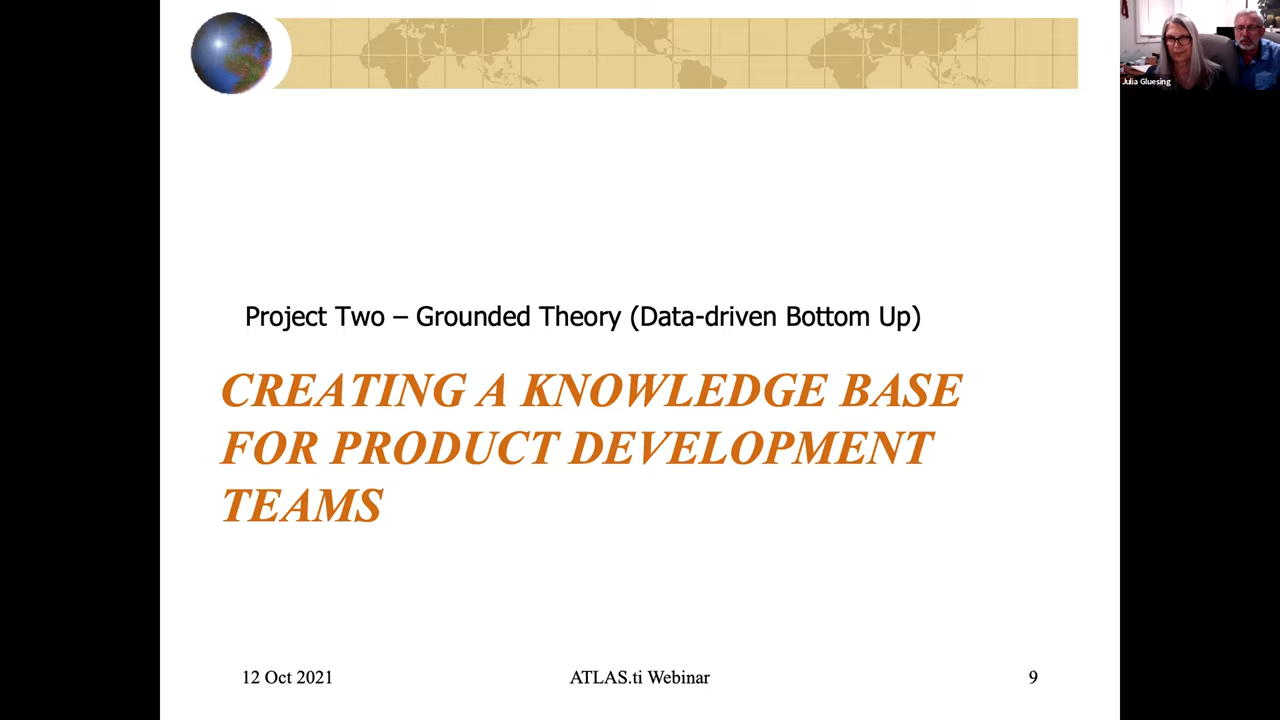 Julia Gluesing
Project Two – Grounded Theory (Data-driven Bottom Up)
CREATING A KNOWLEDGE BASE
FOR PRODUCT DEVELOPMENT
TEAMS
12 Oct 2021
ATLAS.ti Webinar
9